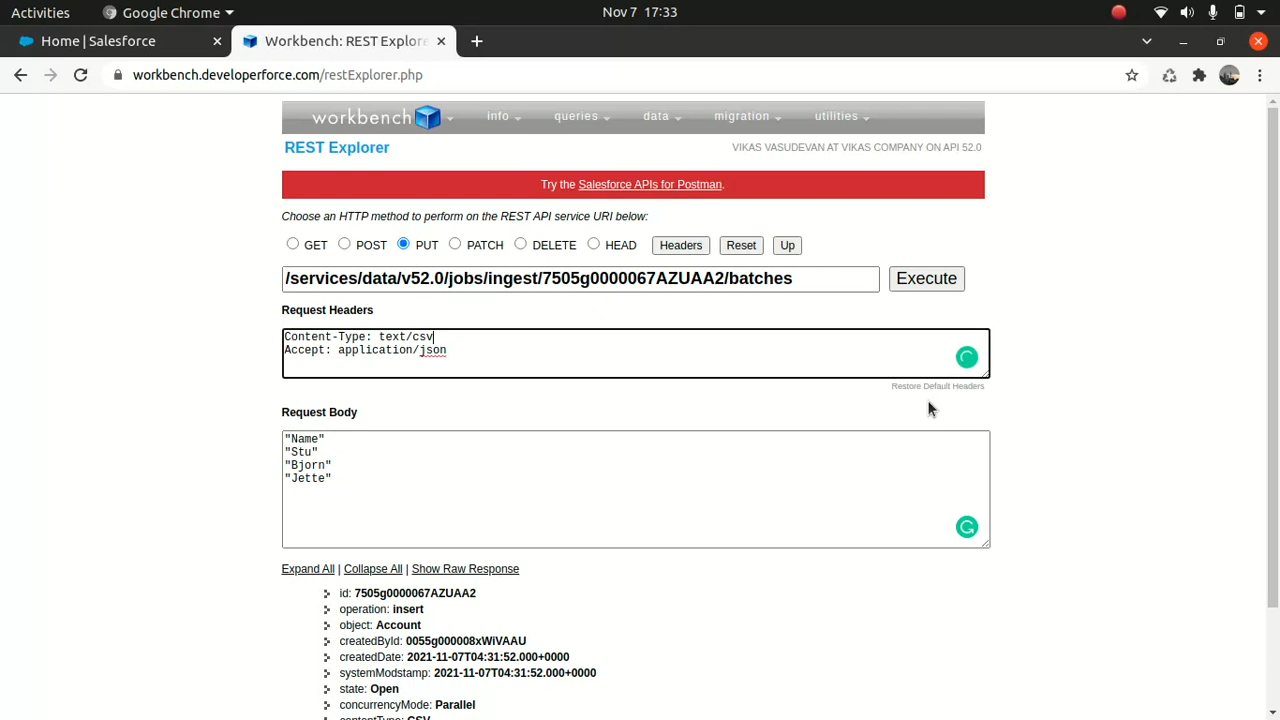 Activities Google Chrome Nov 7 17:33
Home | Salesforce Workbench: REST Explore
workbench.developerforce.com/restExplorer.php
workbench info queries data migration utilities
REST Explorer VIKAS VASUDEVAN AT VIKAS COMPANY ON API 52.0
Try the Salesforce APIs for Postman.
Choose an HTTP method to perform on the REST API service URI below:
GET POST PUT PATCH DELETE HEAD Headers Reset Up
/services/data/v52.0/jobs/ingest/7505g0000067AZUAA2/batches Execute
Request Headers
Content-Type: text/csv
Accept: application/json
Restore Default Headers
Request Body
"Name"
"Stu"
"Bjorn"
"Jette"
Expand All | Collapse All | Show Raw Response
id: 7505g0000067AZUAA2
operation: insert
object: Account
createdById: 0055g000008xWiVAAU
createdDate: 2021-11-07T04:31:52.000+0000
systemModstamp: 2021-11-07T04:31:52.000+0000
state: Open
concurrencyMode: Parallel
contentType: CSV